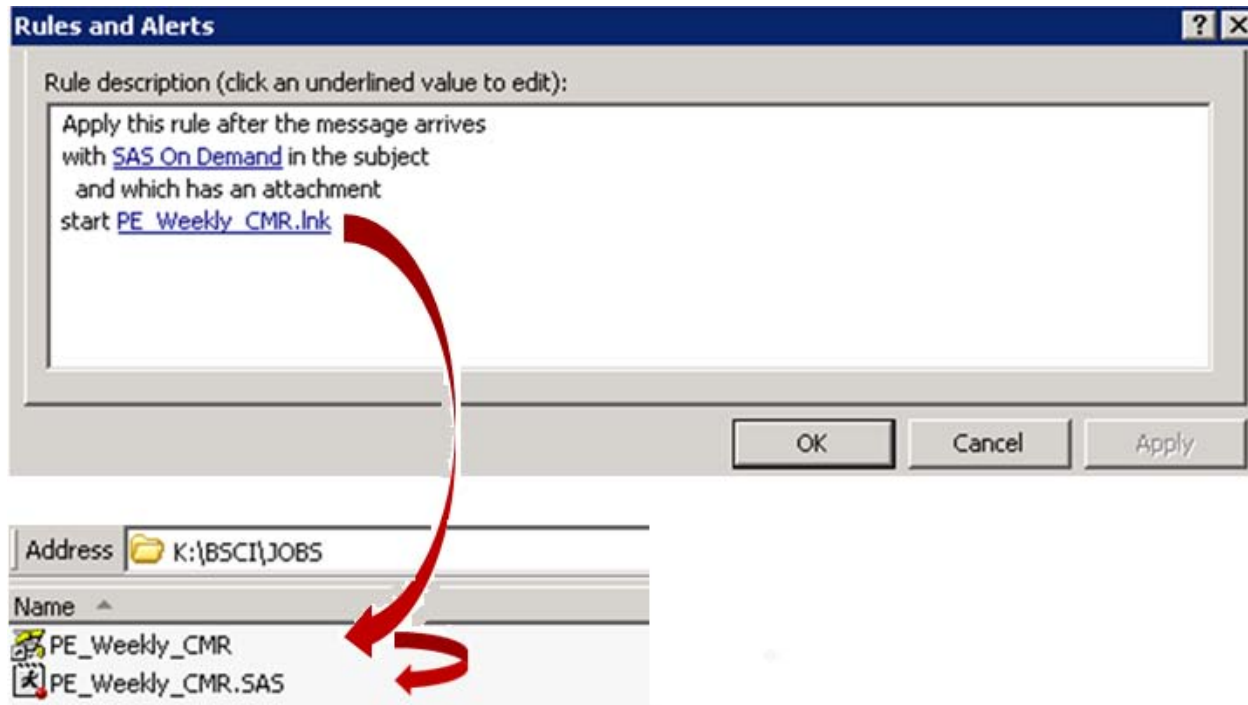 Rules and Alerts
Rule description (click an underlined value to edit):
Apply this rule after the message arrives
with SAS On Demand in the subject
and which has an attachment
start PE_Weekly_CMR.lnk
OK Cancel Apply
Address K:\BSCI\JOBS
Name
PE_Weekly_CMR
PE_Weekly_CMR.SAS